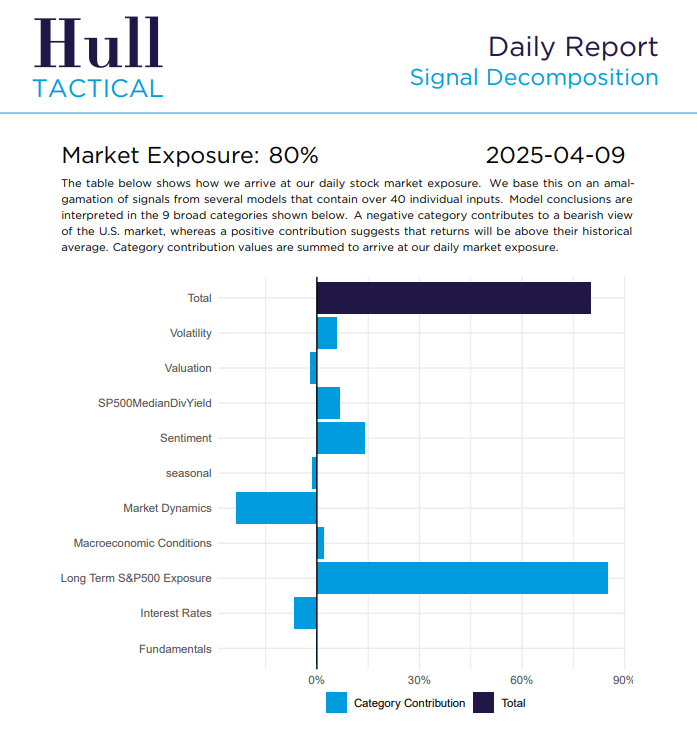 Hull
TACTICAL
Daily Report
Signal Decomposition
Market Exposure: 80%
2025-04-09
The table below shows how we arrive at our daily stock market exposure. We base this on an amal-
gamation of signals from several models that contain over 40 individual inputs. Model conclusions are
interpreted in the 9 broad categories shown below. A negative category contributes to a bearish view
of the U.S. market, whereas a positive contribution suggests that returns will be above their historical
average. Category contribution values are summed to arrive at our daily market exposure.
Total
Volatility
Valuation
SP500MedianDivYield
Sentiment
seasonal
Market Dynamics
Macroeconomic Conditions
Long Term S&P500 Exposure
Interest Rates
Fundamentals
0% 30% 60% 90%
Category Contribution Total